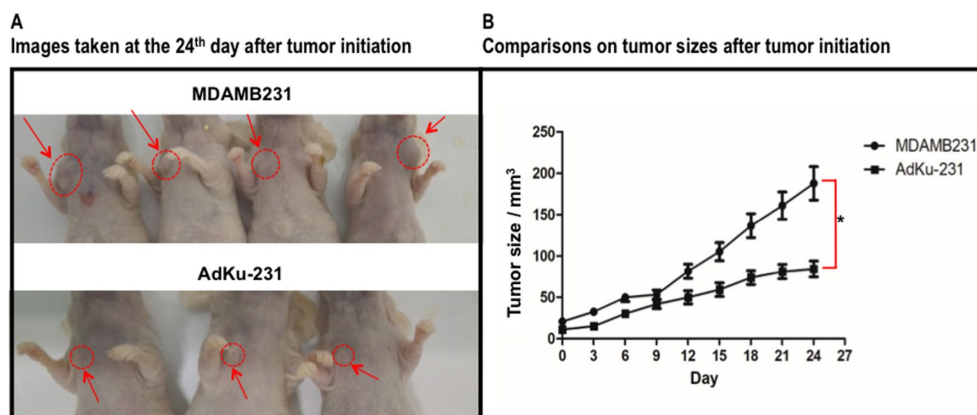 A
Images taken at the 24th day after tumor initiation
MDAMB231
AdKu-231
B
Comparisons on tumor sizes after tumor initiation
250
200
150
100
50
0
Tumor size / mm³
0 3 6 9 12 15 18 21 24 27
Day
MDAMB231
AdKu-231
*